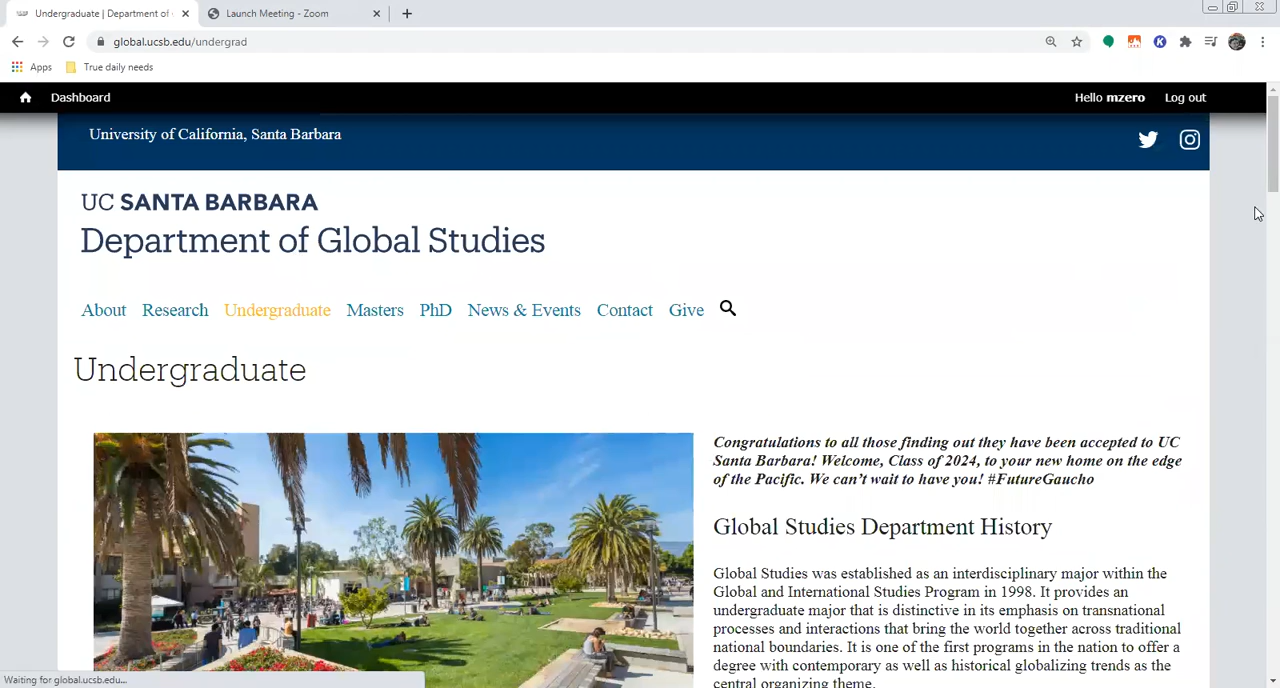 Undergraduate | Department of
Launch Meeting - Zoom
global.ucsb.edu/undergrad
Apps
True daily needs
Dashboard
Hello mzero
Log out
University of California, Santa Barbara
UC SANTA BARBARA
Department of Global Studies
About Research Undergraduate Masters PhD News & Events Contact Give
Undergraduate
Congratulations to all those finding out they have been accepted to UC
Santa Barbara! Welcome, Class of 2024, to your new home on the edge
of the Pacific. We can't wait to have you! #FutureGaucho
Global Studies Department History
Global Studies was established as an interdisciplinary major within the
Global and International Studies Program in 1998. It provides an
undergraduate major that is distinctive in its emphasis on transnational
processes and interactions that bring the world together across traditional
national boundaries. It is one of the first programs in the nation to offer a
degree with contemporary as well as historical globalizing trends as the
central organizing theme.
Waiting for global.ucsb.edu...